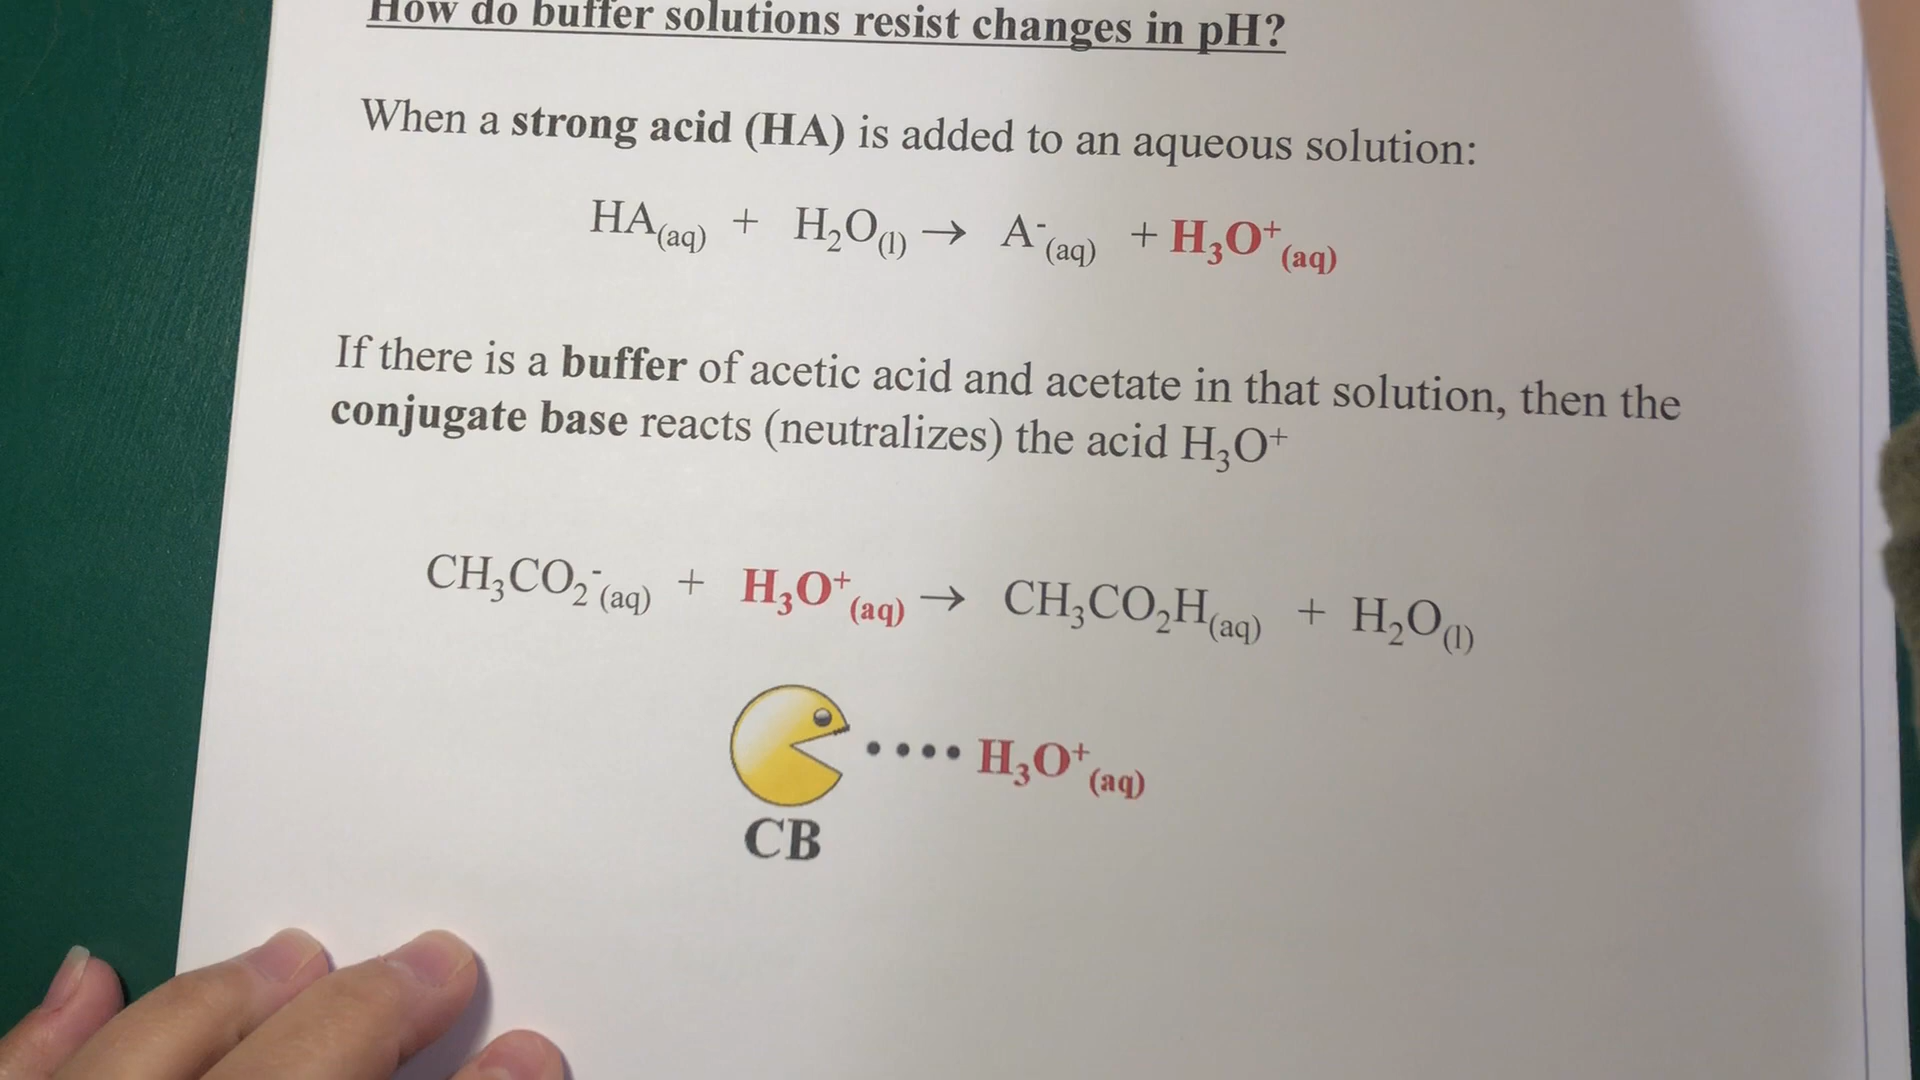 How do buffer solutions resist changes in pH?
When a strong acid (HA) is added to an aqueous solution:
HA(aq) + H₂O(l) → A⁻(aq) + H₃O⁺(aq)
If there is a buffer of acetic acid and acetate in that solution, then the
conjugate base reacts (neutralizes) the acid H₃O⁺
CH₃CO₂⁻(aq) + H₃O⁺(aq) → CH₃CO₂H(aq) + H₂O(l)
H₃O⁺(aq)
CB